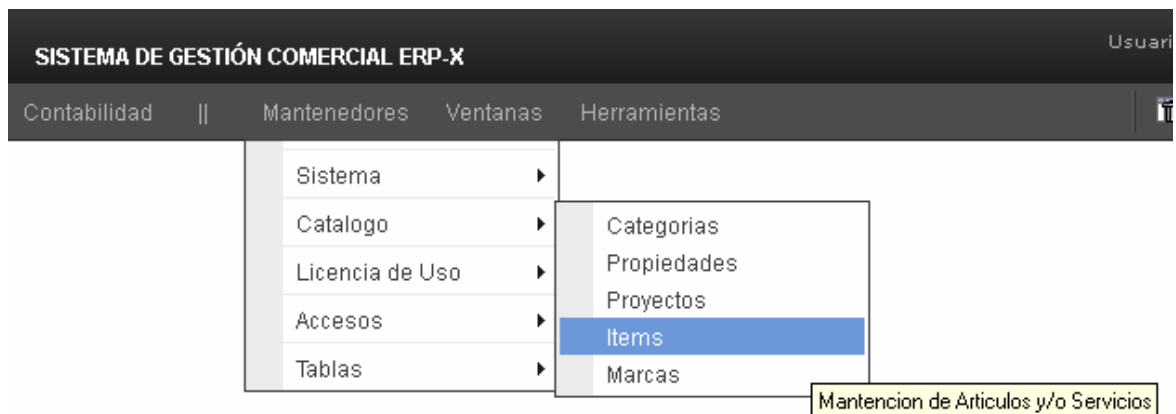 Usuari
SISTEMA DE GESTIÓN COMERCIAL ERP-X
Contabilidad || Mantenedores Ventanas Herramientas
Sistema
Catalogo
Licencia de Uso
Accesos
Tablas
Categorias
Propiedades
Proyectos
Items
Marcas
Mantencion de Articulos y/o Servicios